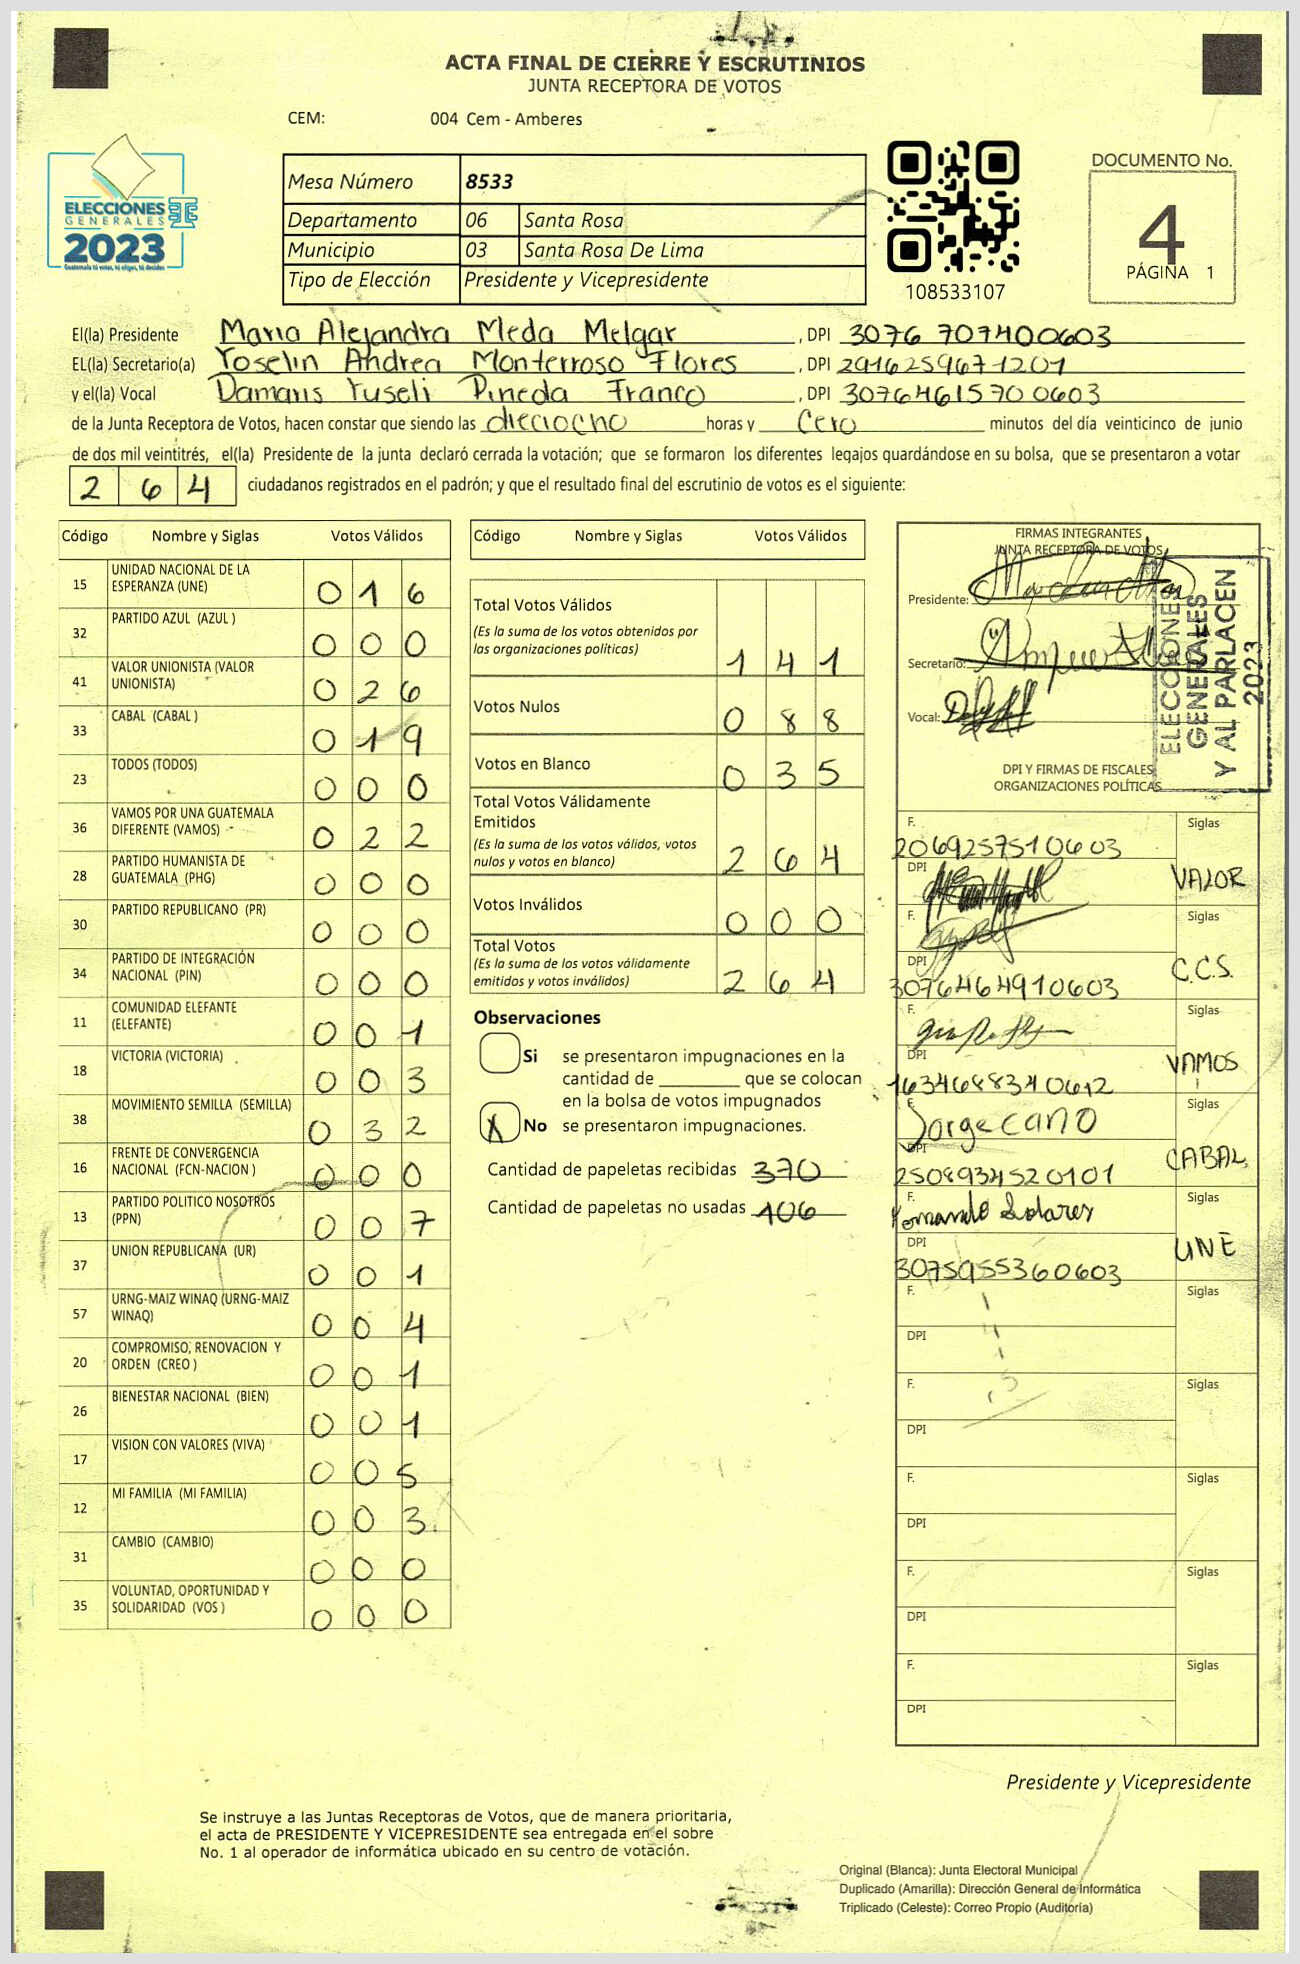 ACTA FINAL DE CIERRE Y ESCRUTINIOS
JUNTA RECEPTORA DE VOTOS
CEM: 004 Cem - Amberes
ELECCIONES
GENERALES
2023
Guatemala tú votas, tú eliges, tú decides
Mesa Número 8533
Departamento 06 Santa Rosa
Municipio 03 Santa Rosa De Lima
Tipo de Elección Presidente y Vicepresidente
108533107
DOCUMENTO No.
4
PÁGINA 1
El(la) Presidente Maria Alejandra Meda Melgar, DPI 3076 707400603
EL(la) Secretario(a) Yoselin Andrea Monterroso Flores, DPI 2916259671201
y el(la) Vocal Damaris Yuseli Pineda Franco, DPI 3076461570 0603
de la Junta Receptora de Votos, hacen constar que siendo las dieciocho horas y Cero minutos del día veinticinco de junio
de dos mil veintitrés, el(la) Presidente de la junta declaró cerrada la votación; que se formaron los diferentes legajos guardándose en su bolsa, que se presentaron a votar
2 6 4 ciudadanos registrados en el padrón; y que el resultado final del escrutinio de votos es el siguiente:
Código Nombre y Siglas Votos Válidos
15 UNIDAD NACIONAL DE LA ESPERANZA (UNE) 0 1 6
32 PARTIDO AZUL (AZUL ) 0 0 0
41 VALOR UNIONISTA (VALOR UNIONISTA) 0 2 6
33 CABAL (CABAL ) 0 1 9
23 TODOS (TODOS) 0 0 0
36 VAMOS POR UNA GUATEMALA DIFERENTE (VAMOS) 0 2 2
28 PARTIDO HUMANISTA DE GUATEMALA (PHG) 0 0 0
30 PARTIDO REPUBLICANO (PR) 0 0 0
34 PARTIDO DE INTEGRACIÓN NACIONAL (PIN) 0 0 0
11 COMUNIDAD ELEFANTE (ELEFANTE) 0 0 1
18 VICTORIA (VICTORIA) 0 0 3
38 MOVIMIENTO SEMILLA (SEMILLA) 0 3 2
16 FRENTE DE CONVERGENCIA NACIONAL (FCN-NACION ) 0 0 0
13 PARTIDO POLITICO NOSOTROS (PPN) 0 0 7
37 UNION REPUBLICANA (UR) 0 0 1
57 URNG-MAIZ WINAQ (URNG-MAIZ WINAQ) 0 0 4
20 COMPROMISO, RENOVACION Y ORDEN (CREO ) 0 0 1
26 BIENESTAR NACIONAL (BIEN) 0 0 1
17 VISION CON VALORES (VIVA) 0 0 5
12 MI FAMILIA (MI FAMILIA) 0 0 3
31 CAMBIO (CAMBIO) 0 0 0
35 VOLUNTAD, OPORTUNIDAD Y SOLIDARIDAD (VOS ) 0 0 0
Código Nombre y Siglas Votos Válidos
Total Votos Válidos
(Es la suma de los votos obtenidos por
las organizaciones políticas) 1 4 1
Votos Nulos 0 8 8
Votos en Blanco 0 3 5
Total Votos Válidamente
Emitidos
(Es la suma de los votos válidos, votos
nulos y votos en blanco) 2 6 4
Votos Inválidos 0 0 0
Total Votos
(Es la suma de los votos válidamente
emitidos y votos inválidos) 2 6 4
Observaciones
Si se presentaron impugnaciones en la
cantidad de ________ que se colocan
en la bolsa de votos impugnados
X No se presentaron impugnaciones.
Cantidad de papeletas recibidas 370
Cantidad de papeletas no usadas 106
FIRMAS INTEGRANTES
JUNTA RECEPTORA DE VOTOS
Presidente:
Secretario:
Vocal:
ELECCIONES
GENERALES
Y AL PARLACEN
2023
DPI Y FIRMAS DE FISCALES
ORGANIZACIONES POLÍTICAS
F. Siglas
2069257510603
DPI VALOR
F. Siglas
DPI C.C.S.
3076464910603
F. Siglas
DPI VAMOS
1634688340612
F. Jorge Cano Siglas
DPI CABAL
2508934520101
F. Fernando Solares Siglas
DPI UNE
3075955360603
F. Siglas
DPI
F. Siglas
DPI
F. Siglas
DPI
F. Siglas
DPI
F. Siglas
DPI
Presidente y Vicepresidente
Se instruye a las Juntas Receptoras de Votos, que de manera prioritaria,
el acta de PRESIDENTE Y VICEPRESIDENTE sea entregada en el sobre
No. 1 al operador de informática ubicado en su centro de votación.
Original (Blanca): Junta Electoral Municipal
Duplicado (Amarilla): Dirección General de Informática
Triplicado (Celeste): Correo Propio (Auditoría)